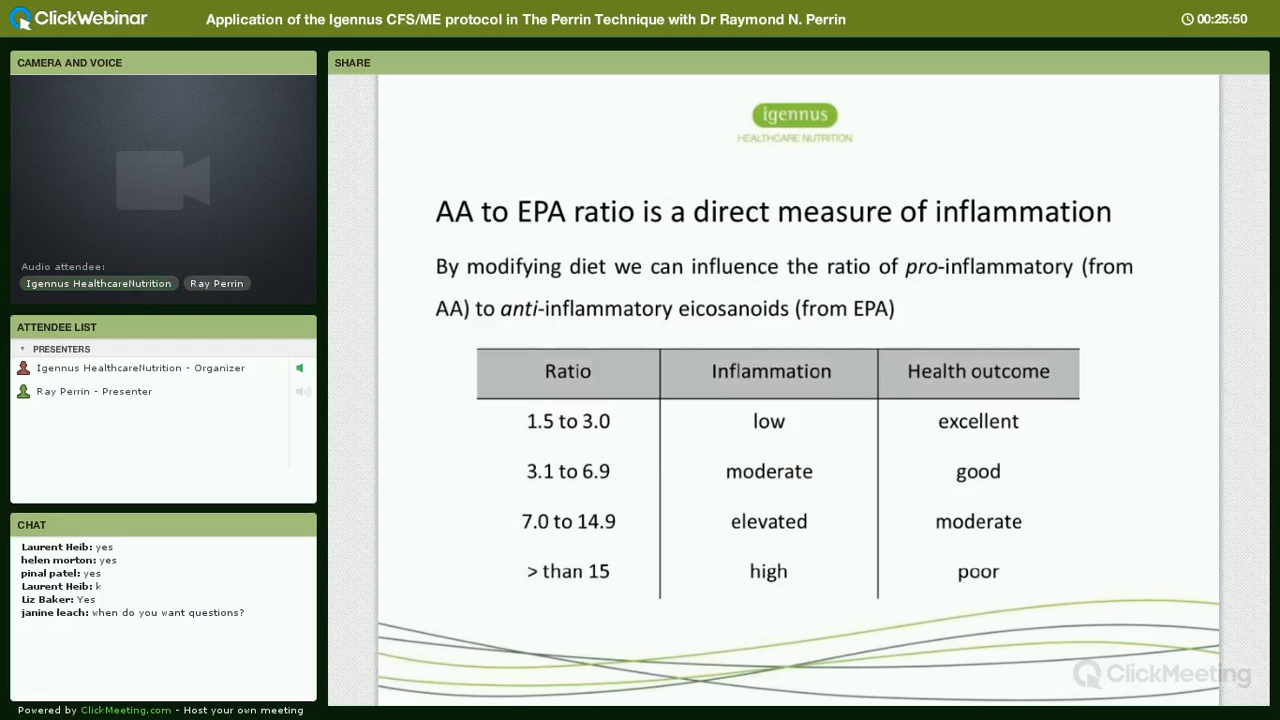 ClickWebinar
Application of the Igennus CFS/ME protocol in The Perrin Technique with Dr Raymond N. Perrin
00:25:50
CAMERA AND VOICE
Audio attendee:
Igennus HealthcareNutrition
Ray Perrin
ATTENDEE LIST
PRESENTERS
Igennus HealthcareNutrition - Organizer
Ray Perrin - Presenter
CHAT
Laurent Heib: yes
helen morton: yes
pinal patel: yes
Laurent Heib: k
Liz Baker: Yes
janine leach: when do you want questions?
Powered by ClickMeeting.com - Host your own meeting
SHARE
igennus
HEALTHCARE NUTRITION
AA to EPA ratio is a direct measure of inflammation
By modifying diet we can influence the ratio of pro-inflammatory (from
AA) to anti-inflammatory eicosanoids (from EPA)
Ratio Inflammation Health outcome
1.5 to 3.0 low excellent
3.1 to 6.9 moderate good
7.0 to 14.9 elevated moderate
> than 15 high poor
ClickMeeting